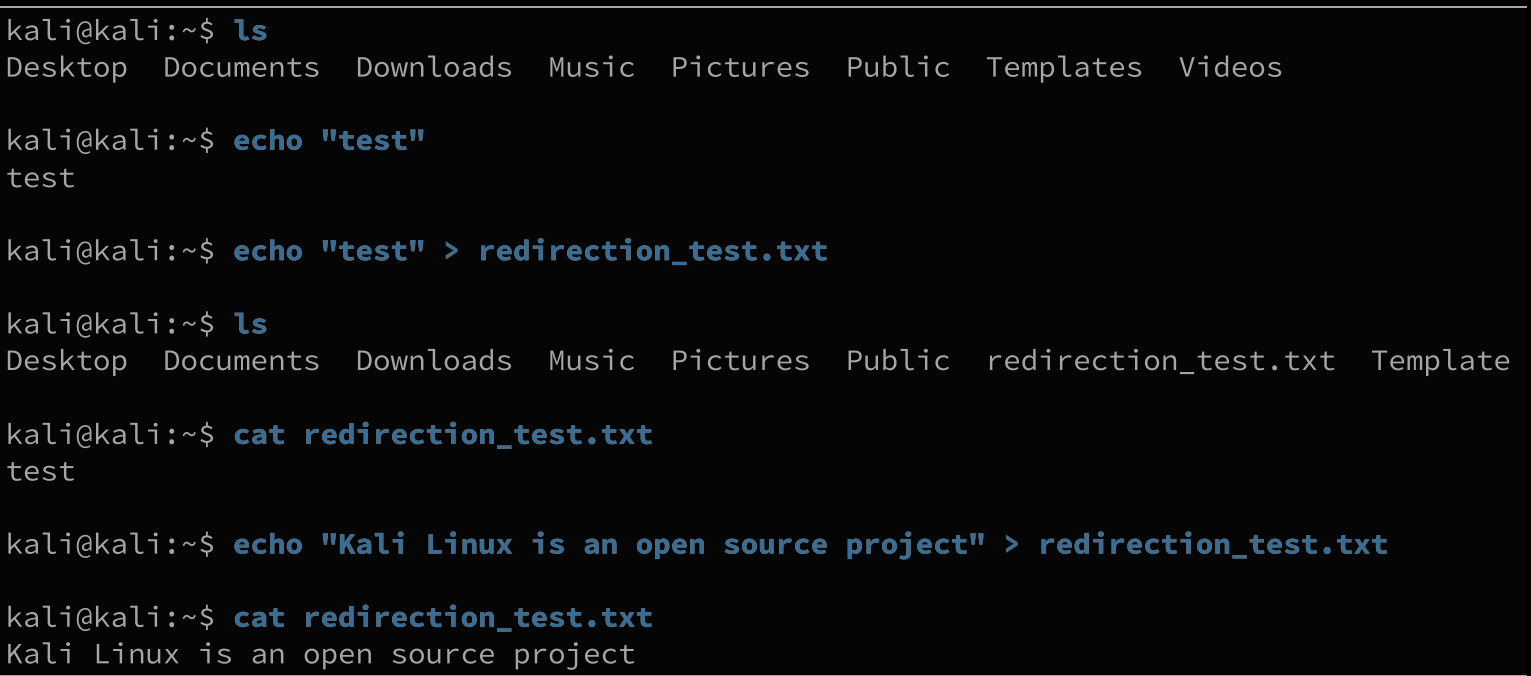 kali@kali:~$ ls
Desktop  Documents  Downloads  Music  Pictures  Public  Templates  Videos
kali@kali:~$ echo "test"
test
kali@kali:~$ echo "test" > redirection_test.txt
kali@kali:~$ ls
Desktop  Documents  Downloads  Music  Pictures  Public  redirection_test.txt  Template
kali@kali:~$ cat redirection_test.txt
test
kali@kali:~$ echo "Kali Linux is an open source project" > redirection_test.txt
kali@kali:~$ cat redirection_test.txt
Kali Linux is an open source project